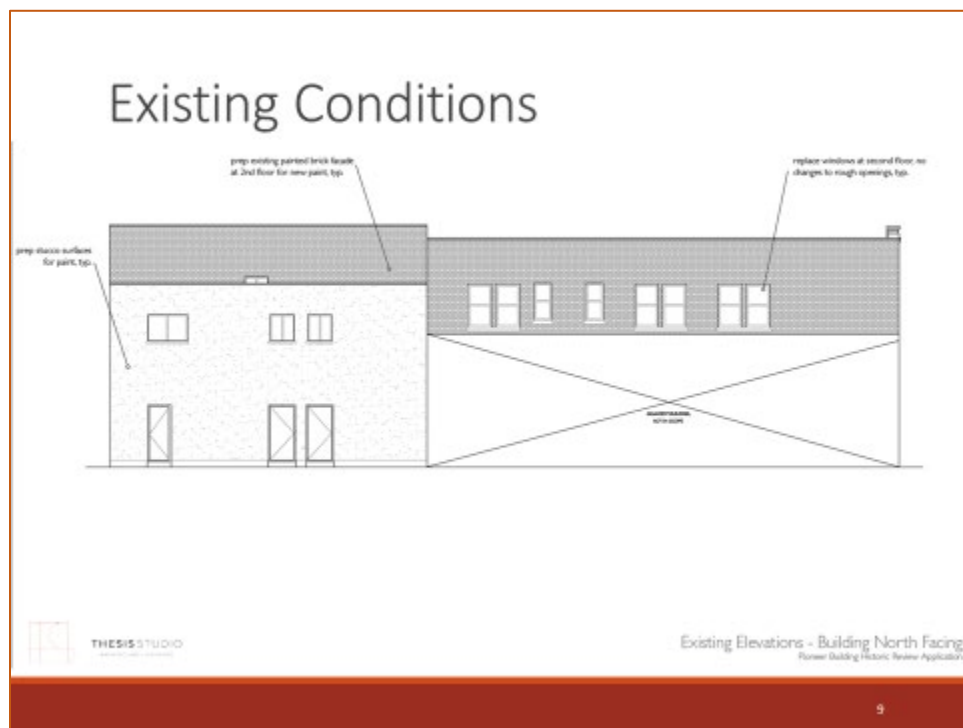 Existing Conditions
prep existing painted brick facade
at 2nd floor for new paint, typ.
replace windows at second floor, no
changes to rough openings, typ.
prep stucco surfaces
for paint, typ.
THESIS STUDIO
Existing Elevations - Building North Facing
Pioneer Building Historic Review Application
9